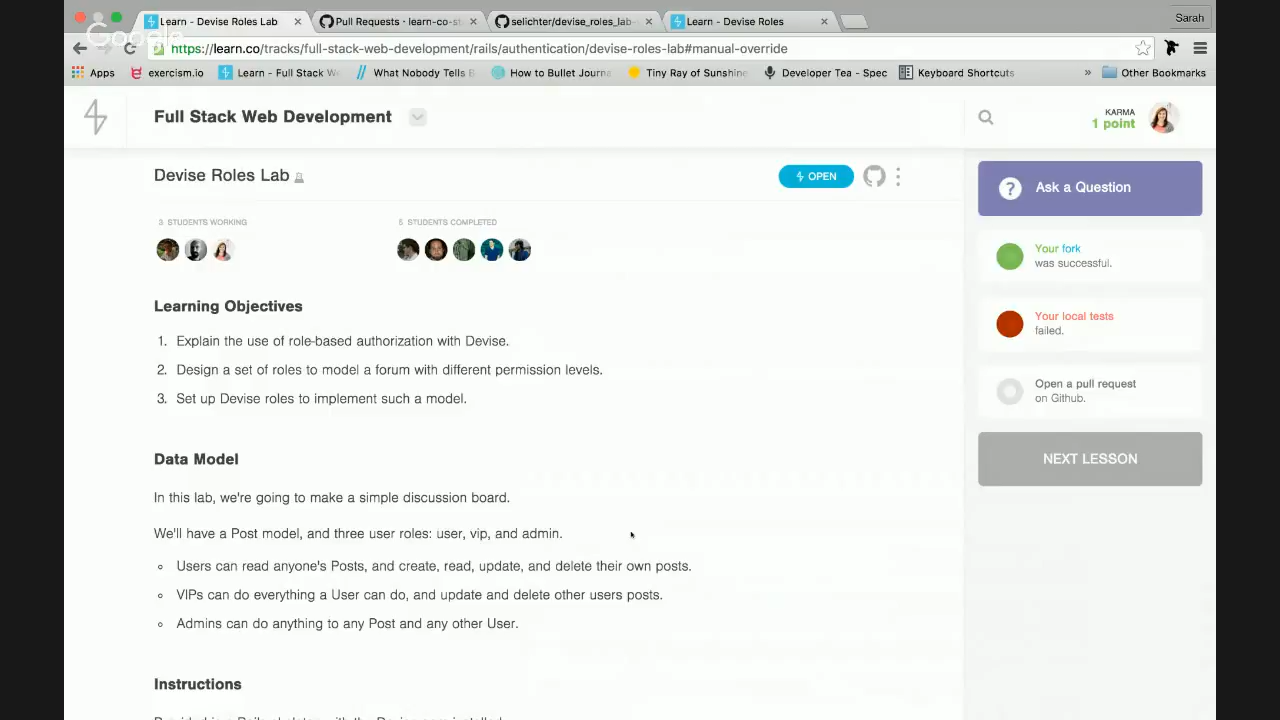 Learn - Devise Roles Lab
Pull Requests · learn-co-st
selichter/devise_roles_lab-
Learn - Devise Roles
Sarah
Google
https://learn.co/tracks/full-stack-web-development/rails/authentication/devise-roles-lab#manual-override
Apps
exercism.io
Learn - Full Stack We
What Nobody Tells B
How to Bullet Journa
Tiny Ray of Sunshine
Developer Tea - Spec
Keyboard Shortcuts
»
Other Bookmarks
Full Stack Web Development
KARMA
1 point
Devise Roles Lab
OPEN
3 STUDENTS WORKING
5 STUDENTS COMPLETED
Learning Objectives
1. Explain the use of role-based authorization with Devise.
2. Design a set of roles to model a forum with different permission levels.
3. Set up Devise roles to implement such a model.
Data Model
In this lab, we're going to make a simple discussion board.
We'll have a Post model, and three user roles: user, vip, and admin.
Users can read anyone's Posts, and create, read, update, and delete their own posts.
VIPs can do everything a User can do, and update and delete other users posts.
Admins can do anything to any Post and any other User.
Instructions
? Ask a Question
Your fork
was successful.
Your local tests
failed.
Open a pull request
on Github.
NEXT LESSON